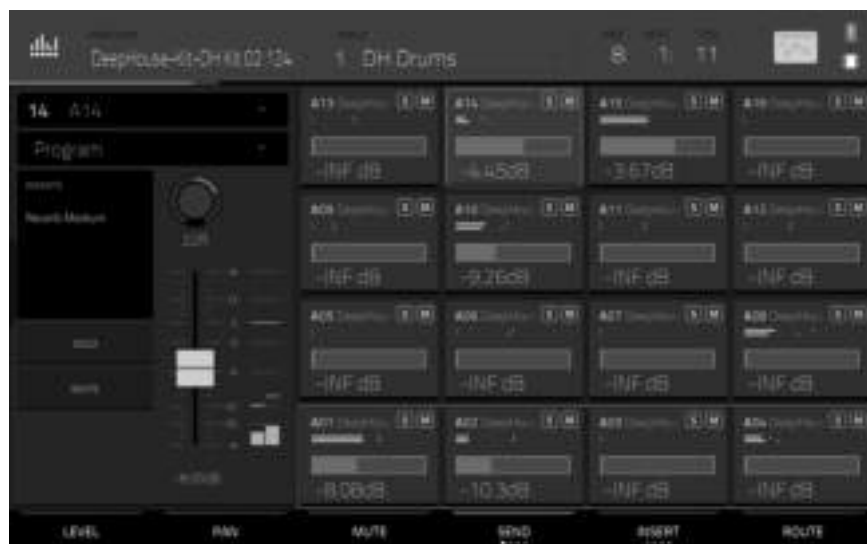 DeepHouse-Kit-DH Kit 02 124
1 DH Drums
8 1 11
14 A14
Program
Reverb Medium
A13 S M
-INF dB
A14 S M
-4.45dB
A15 S M
-3.67dB
A16
-INF dB
A09 S M
-INF dB
A10 S M
-9.26dB
A11 S M
-INF dB
A12 S M
-INF dB
A05 S M
-INF dB
A06 S M
-INF dB
A07 S M
-INF dB
A08 S M
-INF dB
A01 S M
-8.08dB
A02 S M
-10.3dB
A03 S M
-INF dB
A04 S M
-INF dB
LEVEL PAN MUTE SEND INSERT ROUTE